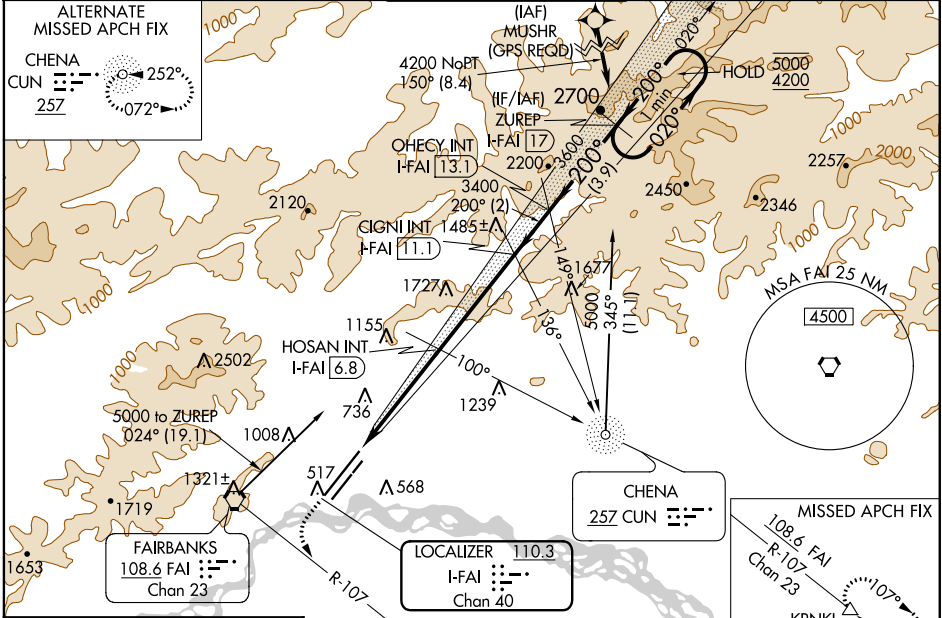 ALTERNATE
MISSED APCH FIX
CHENA
CUN
257
252°
072°
1000
(IAF)
MUSHR
(GPS REQD)
4200 NoPT
150° (8.4)
2700
(IF/IAF)
ZUREP
I-FAI 17
020°
200°
1 min
020°
HOLD 5000
4200
1000
OHECY INT
I-FAI 13.1
2200
3600
200°
(3.9)
3400
200° (2)
2257
2000
2450
2346
1000
2120
CIGNI INT
I-FAI 11.1
1485±
149°
1677
5000
345°
(11.1)
136°
1000
1727
1155
HOSAN INT
I-FAI 6.8
100°
1239
MSA FAI 25 NM
4500
1000
2502
736
5000 to ZUREP
024° (19.1)
1008
1321±
517
568
1719
1653
CHENA
257 CUN
FAIRBANKS
108.6 FAI
Chan 23
R-107
LOCALIZER 110.3
I-FAI
Chan 40
MISSED APCH FIX
108.6 FAI
R-107
Chan 23
107°